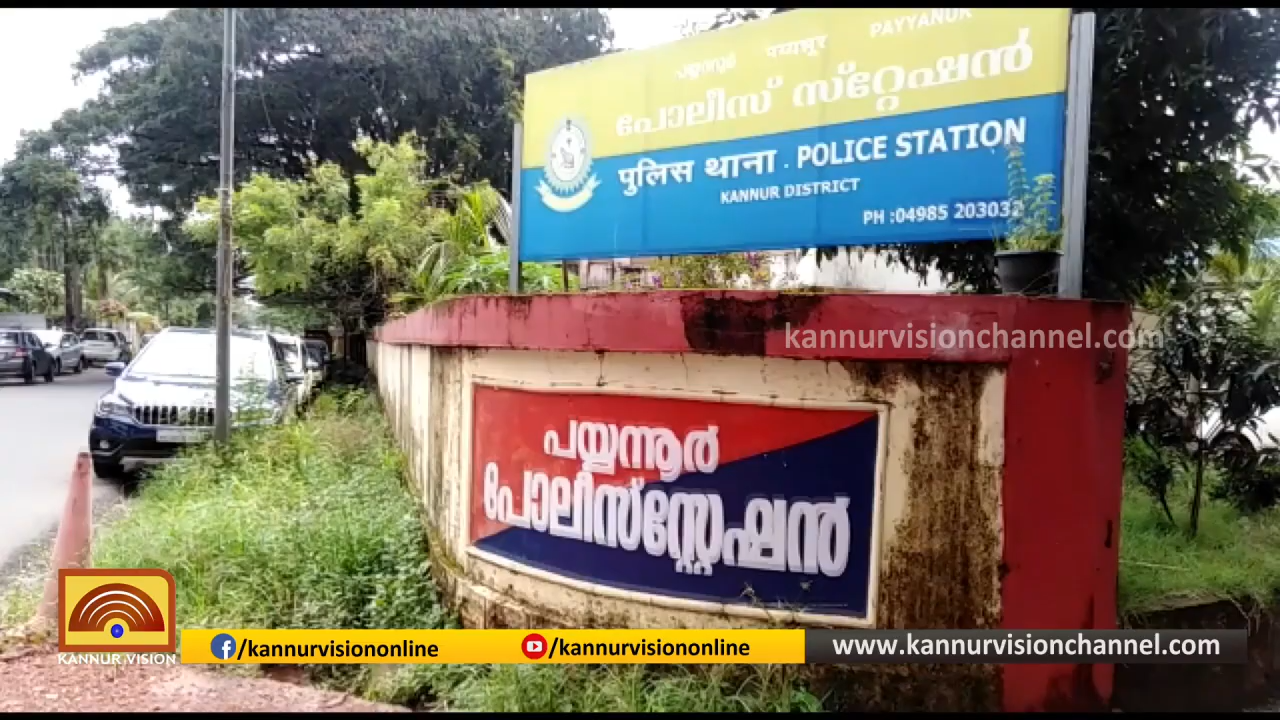 പയ്യന്നൂർ पय्यन्नूर PAYYANUR
പോലീസ് സ്റ്റേഷൻ
पुलिस थाना . POLICE STATION
KANNUR DISTRICT
PH :04985 203032
kannurvisionchannel.com
പയ്യന്നൂർ
പോലീസ്സ്റ്റേഷൻ
KANNUR VISION
/kannurvisiononline
/kannurvisiononline
www.kannurvisionchannel.com